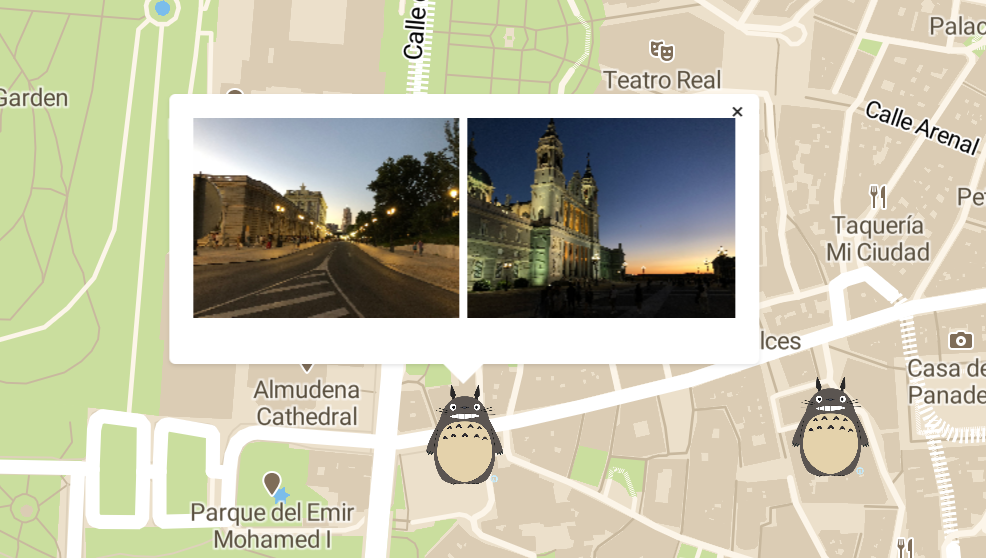 Calle
Palac
Teatro Real
Garden
Calle Arenal
×
Pe
Taquería
Mi Ciudad
lces
Casa de
Panade
Almudena
Cathedral
Parque del Emir
Mohamed I